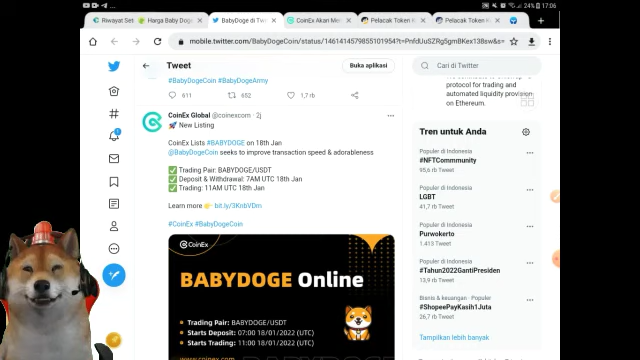 24% 17:06
Riwayat Set
Harga Baby Doge
BabyDoge di Tw
CoinEx Akan Men
Pelacak Token K
Pelacak Token K
mobile.twitter.com/BabyDogeCoin/status/1461414579855101954?t=PnfdUuSZRg5gmBKex138sw&s=
Tweet
Buka aplikasi
Cari di Twitter
#BabyDogeCoin #BabyDogeArmy
611
652
1,7 rb
protocol for trading and
automated liquidity provision
on Ethereum.
CoinEx Global @coinexcom · 2j
🚀 New Listing
CoinEx Lists #BABYDOGE on 18th Jan
@BabyDogeCoin seeks to improve transaction speed & adorableness
✅ Trading Pair: BABYDOGE/USDT
✅ Deposit & Withdrawal: 7AM UTC 18th Jan
✅ Trading: 11AM UTC 18th Jan
Learn more 👉 bit.ly/3KnbVDm
#CoinEx #BabyDogeCoin
CoinEx
BABYDOGE Online
Trading Pair: BABYDOGE/USDT
Starts Deposit: 07:00 18/01/2022 (UTC)
Starts Trading: 11:00 18/01/2022 (UTC)
www.coinex.com
Tren untuk Anda
Populer di Indonesia
#NFTCommmunity
95,6 rb Tweet
Populer di Indonesia
LGBT
41,7 rb Tweet
Populer di Indonesia
Purwokerto
1.413 Tweet
Populer di Indonesia
#Tahun2022GantiPresiden
13,9 rb Tweet
Bisnis & keuangan · Populer
#ShopeePayKasih1Juta
26,7 rb Tweet
Tampilkan lebih banyak